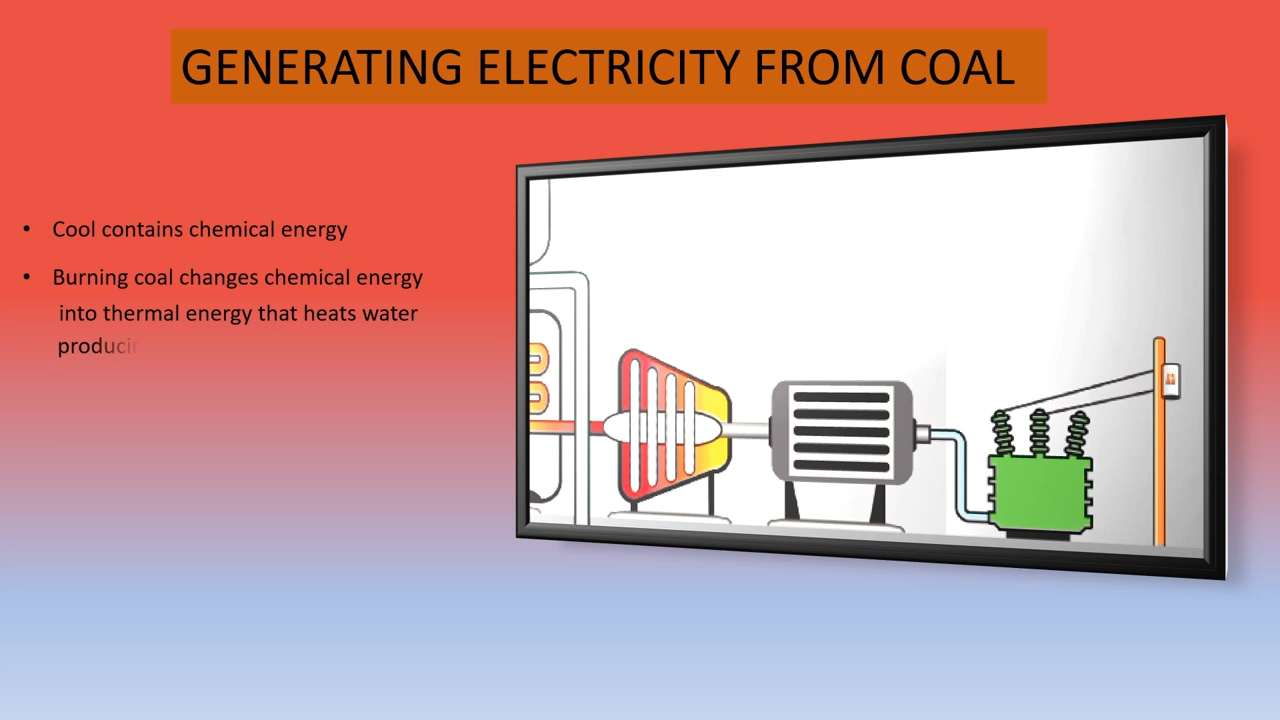 GENERATING ELECTRICITY FROM COAL
• Cool contains chemical energy
• Burning coal changes chemical energy
into thermal energy that heats water